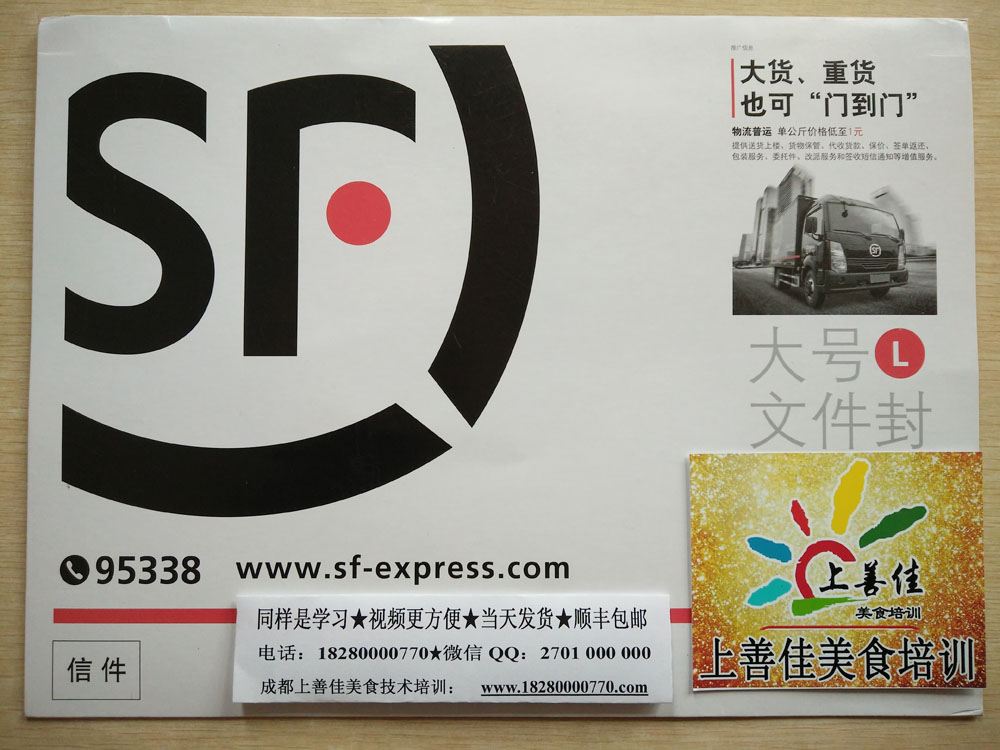 SF
推广信息
大货、重货
也可“门到门”
物流普运 单公斤价格低至1元
提供送货上楼、货物保管、代收货款、保价、签单返还、
包装服务、委托件、改派服务和签收短信通知等增值服务。
SF
大号 L
文件封
95338 www.sf-express.com
上善佳
美食培训
上善佳美食培训
同样是学习★视频更方便★当天发货★顺丰包邮
电话：18280000770★微信 QQ：2701 000 000
成都上善佳美食技术培训： www.18280000770.com
信件